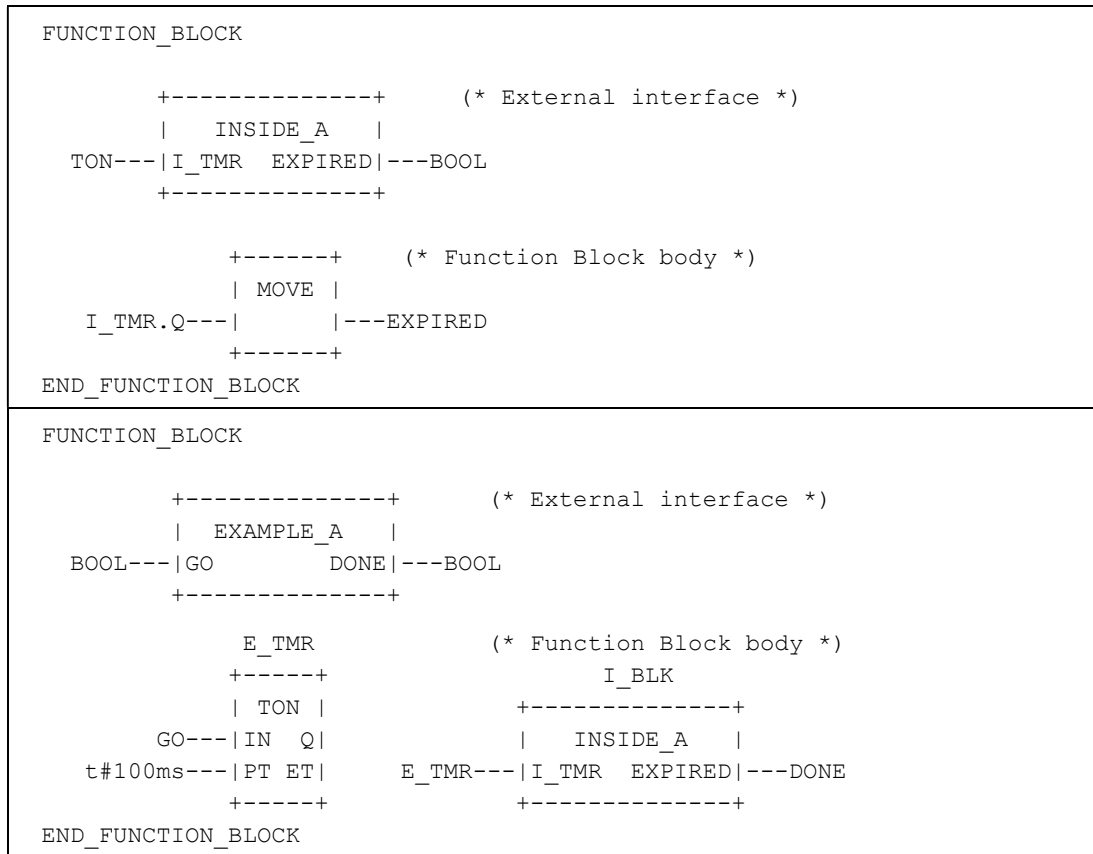 FUNCTION_BLOCK
+--------------+ (* External interface *)
| INSIDE_A |
TON---|I_TMR EXPIRED|---BOOL
+--------------+
+------+ (* Function Block body *)
| MOVE |
I_TMR.Q---| |---EXPIRED
+------+
END_FUNCTION_BLOCK
FUNCTION_BLOCK
+--------------+ (* External interface *)
| EXAMPLE_A |
BOOL---|GO DONE|---BOOL
+--------------+
E_TMR (* Function Block body *)
+-----+ I_BLK
| TON | +--------------+
GO---|IN Q| | INSIDE_A |
t#100ms---|PT ET| E_TMR---|I_TMR EXPIRED|---DONE
+-----+ +--------------+
END_FUNCTION_BLOCK